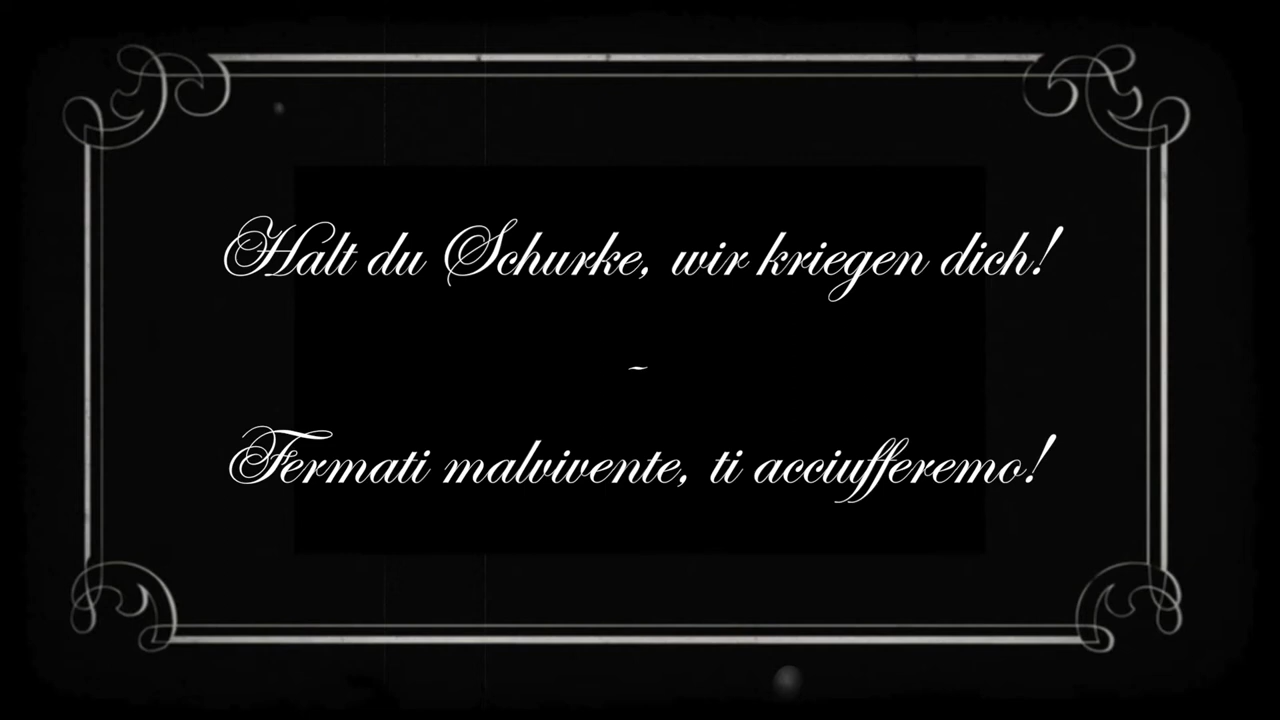 Halt du Schurke, wir kriegen dich!
~
Fermati malvivente, ti acciufferemo!